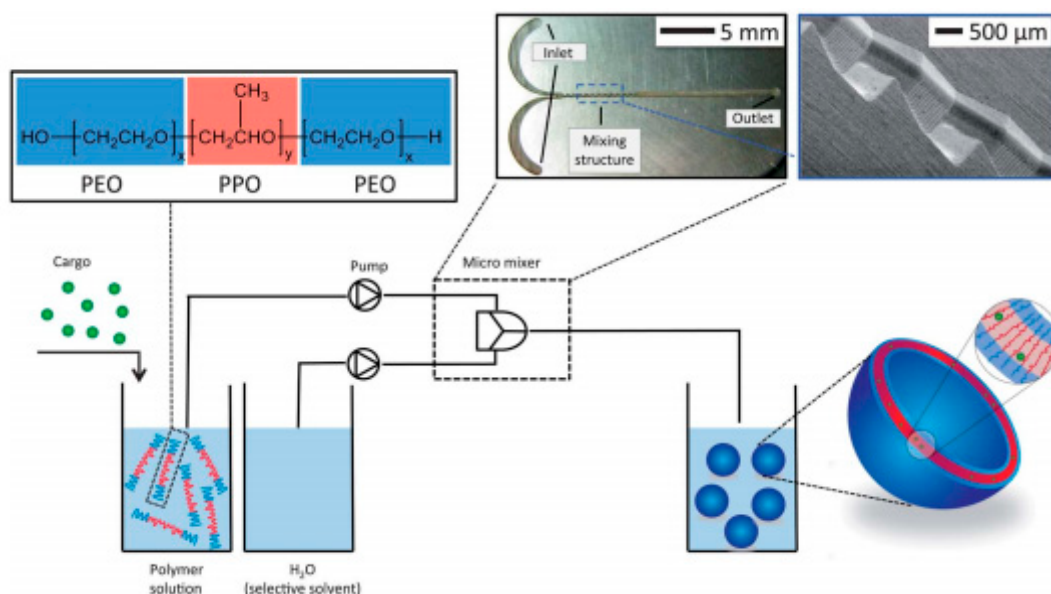 5 mm
500 µm
Inlet
Outlet
Mixing
structure
CH₃
HO—[CH₂CH₂O]ₓ—[CH₂CHO]ᵧ—[CH₂CH₂O]ₓ—H
PEO PPO PEO
Cargo
Pump
Micro mixer
Polymer
solution
H₂O
(selective solvent)